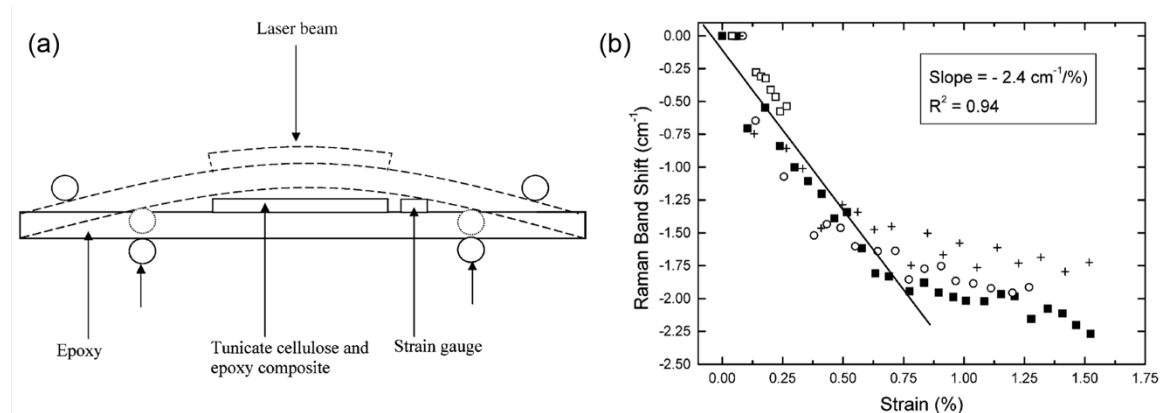 (a)
Laser beam
Epoxy
Tunicate cellulose and
epoxy composite
Strain gauge
(b)
Raman Band Shift (cm⁻¹)
0.00
-0.25
-0.50
-0.75
-1.00
-1.25
-1.50
-1.75
-2.00
-2.25
-2.50
Slope = - 2.4 cm⁻¹/%)
R² = 0.94
0.00 0.25 0.50 0.75 1.00 1.25 1.50 1.75
Strain (%)